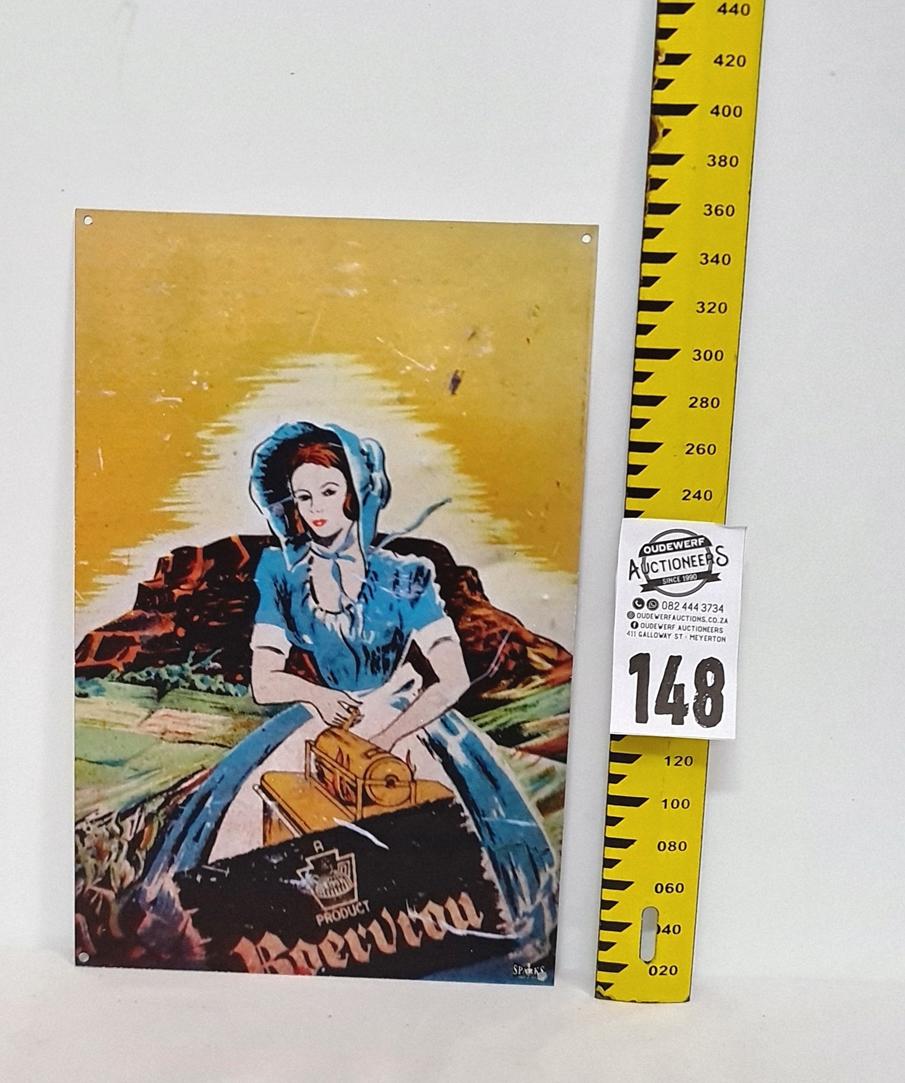 A
PRODUCT
Boervrou
SPARKS
440
420
400
380
360
340
320
300
280
260
240
OUDEWERF
AUCTIONEERS
SINCE 1990
082 444 3734
OUDEWERFAUCTIONS.CO.ZA
OUDEWERF AUCTIONEERS
411 GALLOWAY ST - MEYERTON
148
120
100
080
060
040
020